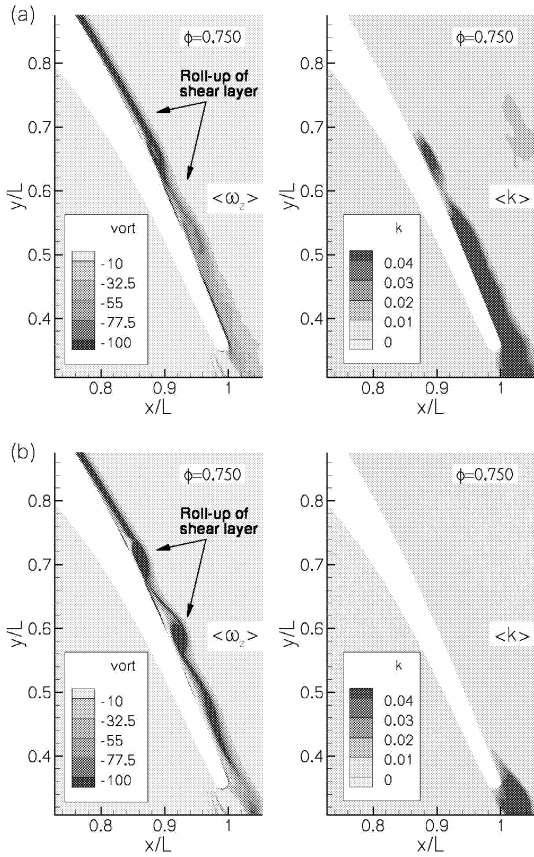 (a)
ϕ=0.750
Roll-up of
shear layer
<ω_z>
vort
-10
-32.5
-55
-77.5
-100
0.8
0.7
0.6
0.5
0.4
y/L
0.8
0.9
1
x/L
ϕ=0.750
<k>
k
0.04
0.03
0.02
0.01
0
0.8
0.7
0.6
0.5
0.4
y/L
0.8
0.9
1
x/L
(b)
ϕ=0.750
Roll-up of
shear layer
<ω_z>
vort
-10
-32.5
-55
-77.5
-100
0.8
0.7
0.6
0.5
0.4
y/L
0.8
0.9
1
x/L
ϕ=0.750
<k>
k
0.04
0.03
0.02
0.01
0
0.8
0.7
0.6
0.5
0.4
y/L
0.8
0.9
1
x/L